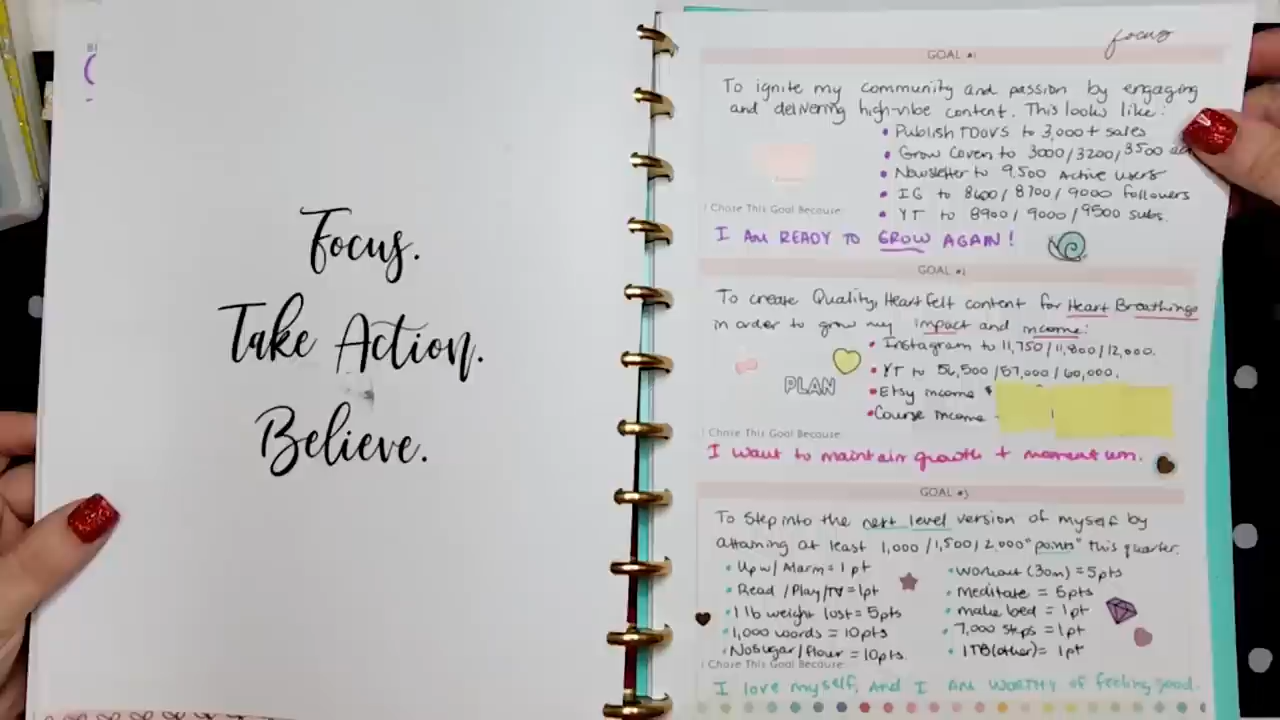 Focus.
Take Action.
Believe.
focus
GOAL #1
To ignite my community and passion by engaging
and delivering high-vibe content. This looks like:
• Publish TDOVS to 3,000+ sales
• Grow Coven to 3000/3200/3500
• Newsletter to 9,500 Active Users
• IG to 8600/8700/9000 followers
I Chose This Goal Because:
• YT to 8900/9000/9500 subs.
I AM READY TO GROW AGAIN!
GOAL #2
To create Quality, Heartfelt content for Heart Breathings
in order to grow my impact and income:
• Instagram to 11,750/11,800/12,000.
• YT to 56,500/57,000/60,000.
PLAN
• Etsy income $
• Course Income -
I Chose This Goal Because:
I want to maintain growth + momentum.
GOAL #3
To Step into the next level version of myself by
attaining at least 1,000/1,500/2,000 "points" this quarter.
• Up w/ Alarm = 1 pt
• Workout (30m) = 5pts
• Read/Play/TV = 1pt
• Meditate = 5pts
• 1 lb weight lost = 5pts
• make bed = 1pt
• 1,000 words = 10pts
• 7,000 steps = 1pt
• No Sugar/flour = 10pts.
• 1TB(other) = 1pt
I Chose This Goal Because:
I love myself, AND I AM WORTHY of feeling good.